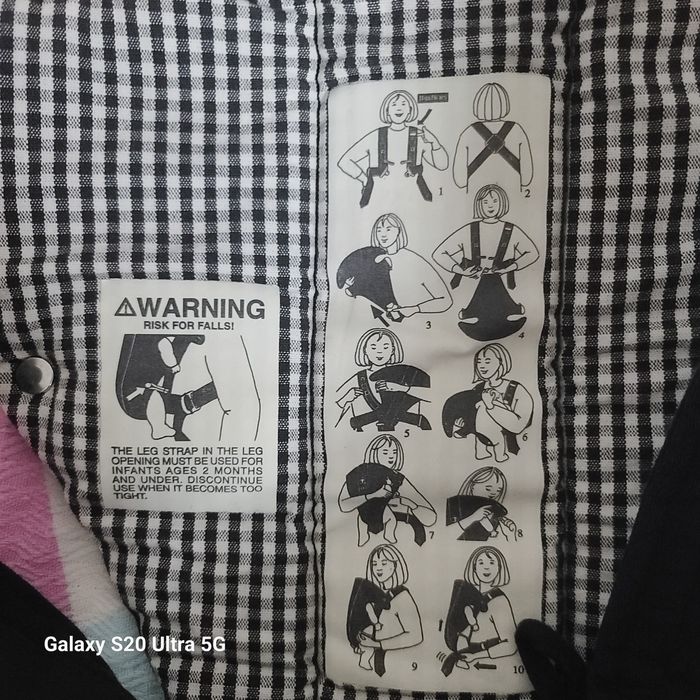 WARNING
RISK FOR FALLS!
THE LEG STRAP IN THE LEG
OPENING MUST BE USED FOR
INFANTS AGES 2 MONTHS
AND UNDER. DISCONTINUE
USE WHEN IT BECOMES TOO
TIGHT.
1
2
3
4
5
6
7
8
9
10
Galaxy S20 Ultra 5G